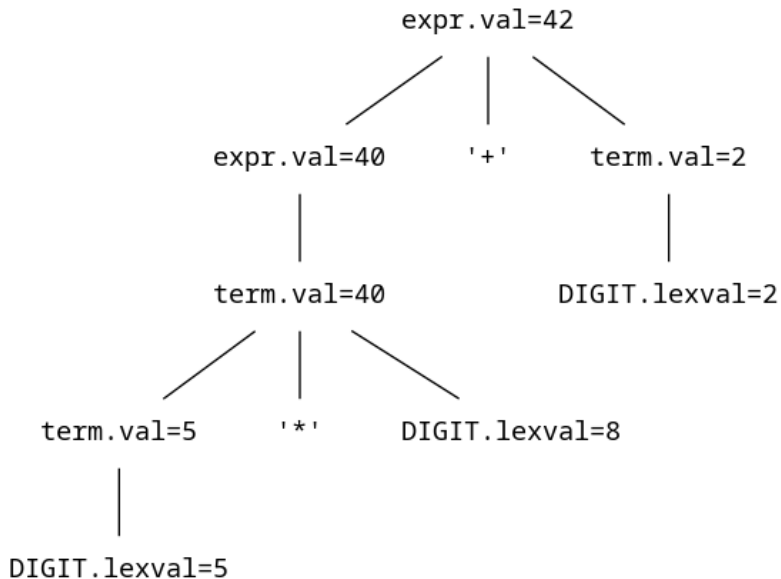 expr.val=42
expr.val=40 '+' term.val=2
term.val=40 DIGIT.lexval=2
term.val=5 '*' DIGIT.lexval=8
DIGIT.lexval=5